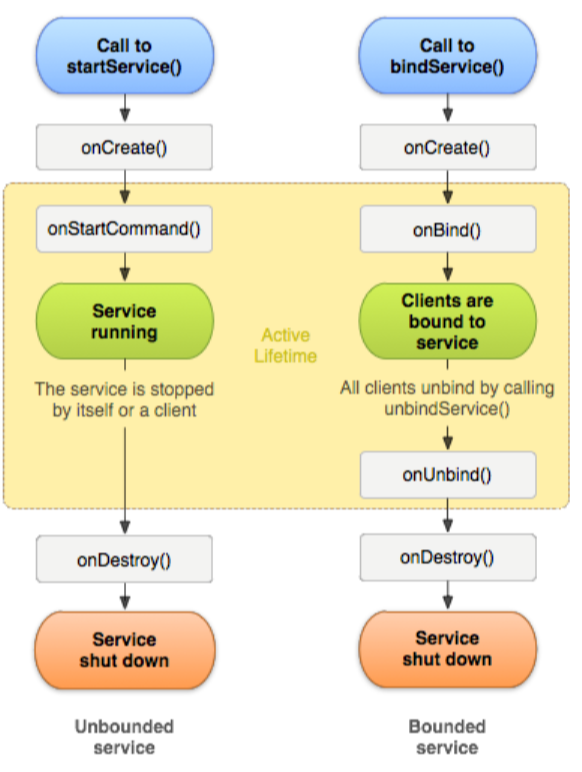 Call to
startService()
onCreate()
onStartCommand()
Service
running
The service is stopped
by itself or a client
onDestroy()
Service
shut down
Unbounded
service
Active
Lifetime
Call to
bindService()
onCreate()
onBind()
Clients are
bound to
service
All clients unbind by calling
unbindService()
onUnbind()
onDestroy()
Service
shut down
Bounded
service